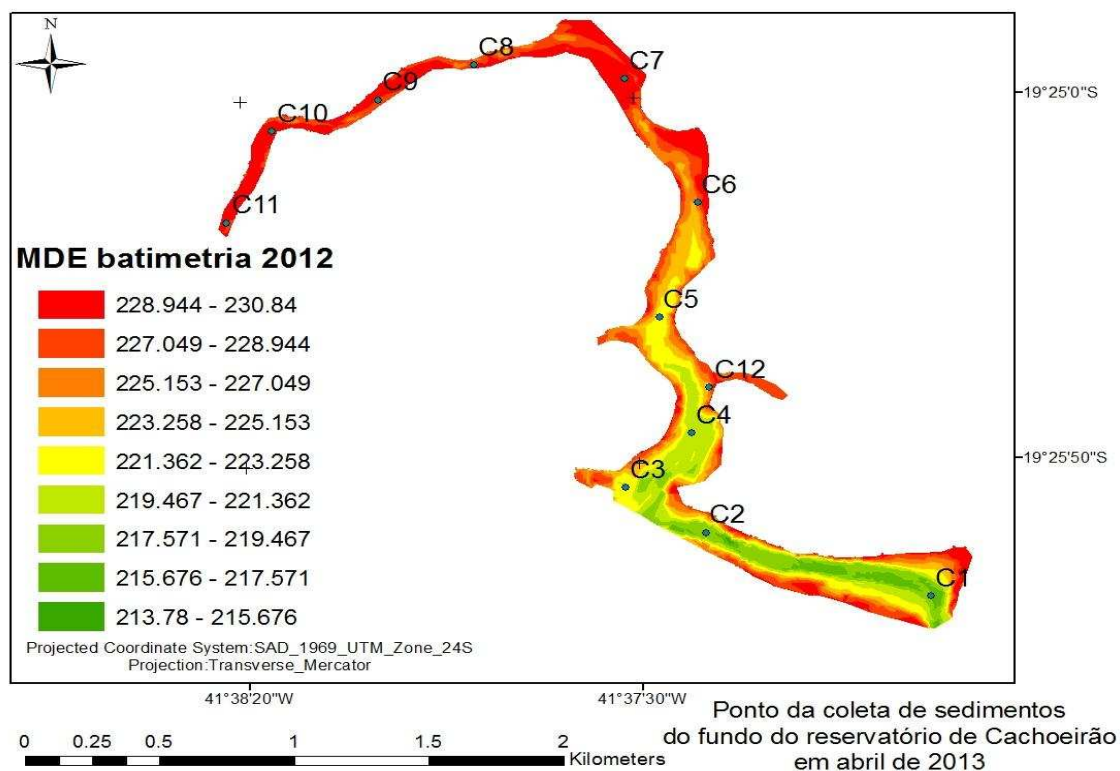 N
C8
C7
C9
19°25'0"S
C10
C6
C11
MDE batimetria 2012
228.944 - 230.84
227.049 - 228.944
225.153 - 227.049
223.258 - 225.153
221.362 - 223.258
219.467 - 221.362
217.571 - 219.467
215.676 - 217.571
213.78 - 215.676
C5
C12
C4
19°25'50"S
C3
C2
C1
Projected Coordinate System:SAD_1969_UTM_Zone_24S
Projection:Transverse_Mercator
41°38'20"W
41°37'30"W
0 0.25 0.5 1 1.5 2
Kilometers
Ponto da coleta de sedimentos
do fundo do reservatório de Cachoeirão
em abril de 2013